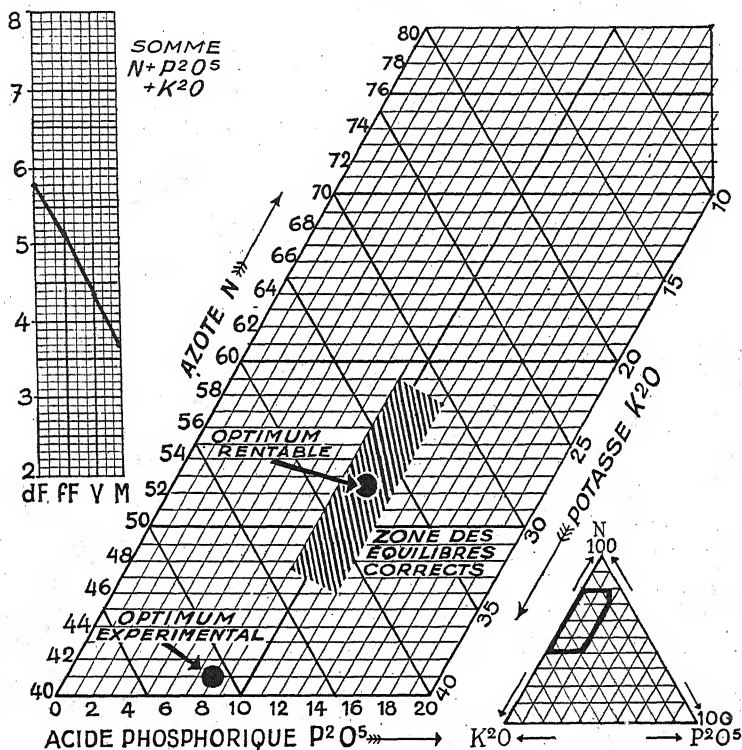 SOMME
N+P²O⁵
+K²O
8
7
6
5
4
3
2
dF. fF V M
AZOTE N
80
78
76
74
72
70
68
66
64
62
60
58
56
54
52
50
48
46
44
42
40
OPTIMUM
RENTABLE
ZONE DES
ÉQUILIBRES
CORRECTS
OPTIMUM
EXPERIMENTAL
10
15
20
25
30
35
40
POTASSE K²O
0 2 4 6 8 10 12 14 16 18 20
ACIDE PHOSPHORIQUE P²O⁵
N
100
100
K²O
100
P²O⁵